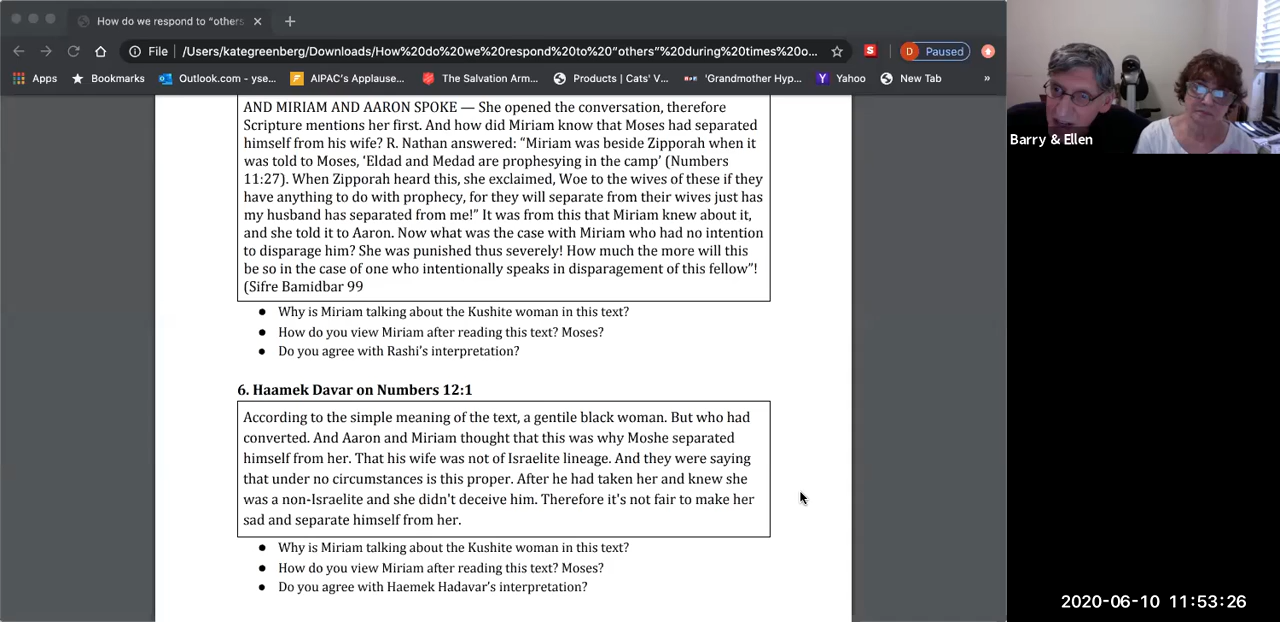 How do we respond to “others
File
/Users/kategreenberg/Downloads/How%20do%20we%20respond%20to%20“others”%20during%20times%20o...
S
D Paused
Apps
Bookmarks
Outlook.com - yse...
AIPAC's Applause...
The Salvation Arm...
Products | Cats' V...
'Grandmother Hyp...
Yahoo
New Tab
»
AND MIRIAM AND AARON SPOKE — She opened the conversation, therefore
Scripture mentions her first. And how did Miriam know that Moses had separated
himself from his wife? R. Nathan answered: “Miriam was beside Zipporah when it
was told to Moses, ‘Eldad and Medad are prophesying in the camp’ (Numbers
11:27). When Zipporah heard this, she exclaimed, Woe to the wives of these if they
have anything to do with prophecy, for they will separate from their wives just has
my husband has separated from me!” It was from this that Miriam knew about it,
and she told it to Aaron. Now what was the case with Miriam who had no intention
to disparage him? She was punished thus severely! How much the more will this
be so in the case of one who intentionally speaks in disparagement of this fellow”!
(Sifre Bamidbar 99
● Why is Miriam talking about the Kushite woman in this text?
● How do you view Miriam after reading this text? Moses?
● Do you agree with Rashi’s interpretation?
6. Haamek Davar on Numbers 12:1
According to the simple meaning of the text, a gentile black woman. But who had
converted. And Aaron and Miriam thought that this was why Moshe separated
himself from her. That his wife was not of Israelite lineage. And they were saying
that under no circumstances is this proper. After he had taken her and knew she
was a non-Israelite and she didn't deceive him. Therefore it's not fair to make her
sad and separate himself from her.
● Why is Miriam talking about the Kushite woman in this text?
● How do you view Miriam after reading this text? Moses?
● Do you agree with Haemek Hadavar’s interpretation?
Barry & Ellen
2020-06-10 11:53:26